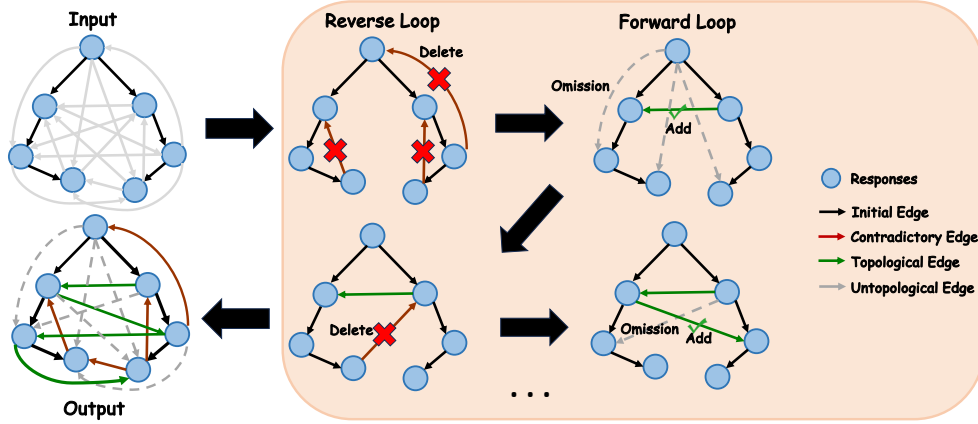 Input
Reverse Loop
Forward Loop
Delete
Omission
Add
Responses
Initial Edge
Contradictory Edge
Topological Edge
Untopological Edge
Delete
Omission
Add
Output
. . .